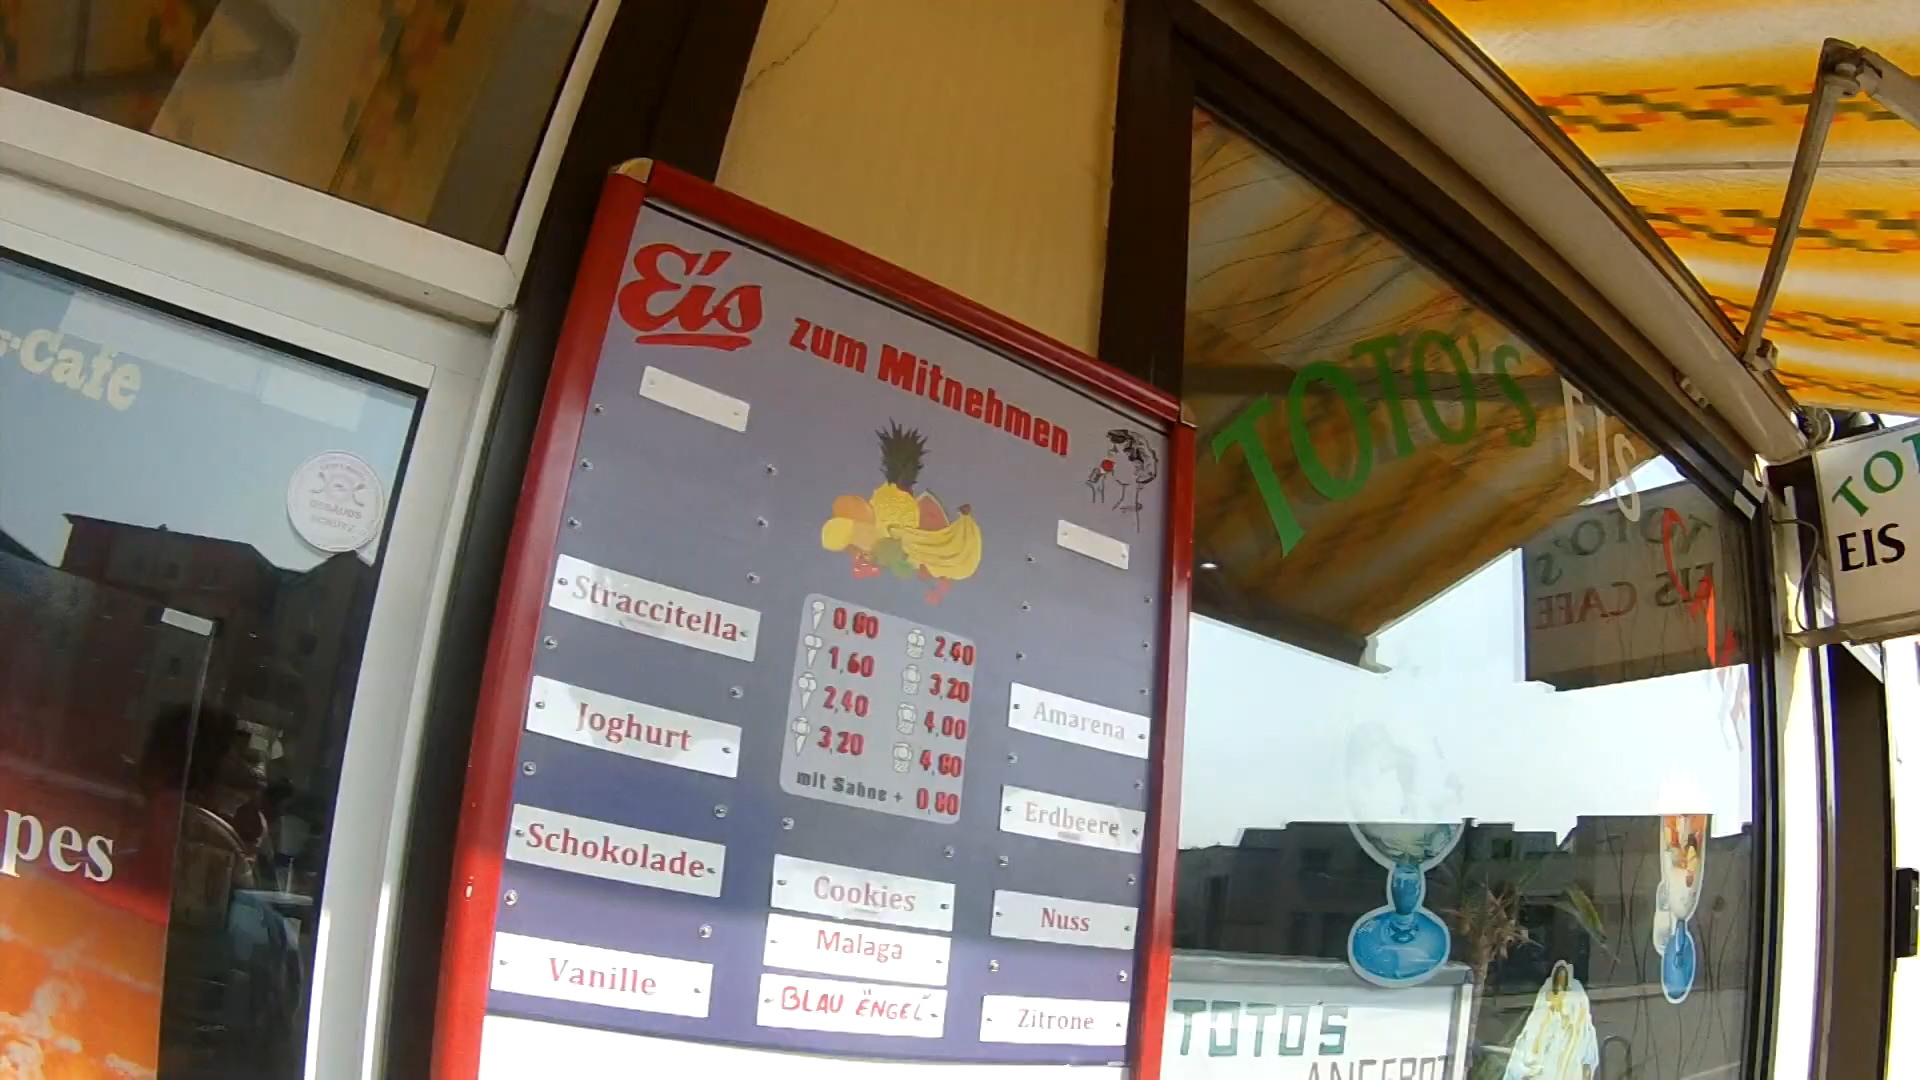 Eis
zum Mitnehmen
Straccitella
Joghurt
Schokolade
Vanille
0,80
1,60
2,40
3,20
2,40
3,20
4,00
4,80
mit Sahne + 0,80
Cookies
Malaga
BLAU "ENGEL"
Amarena
Erdbeere
Nuss
Zitrone
Cafe
pes
TOTO'S
EIS
TOTO'S
EIS CAFE
TOT
EIS
TOTO'S
ANGEBOT